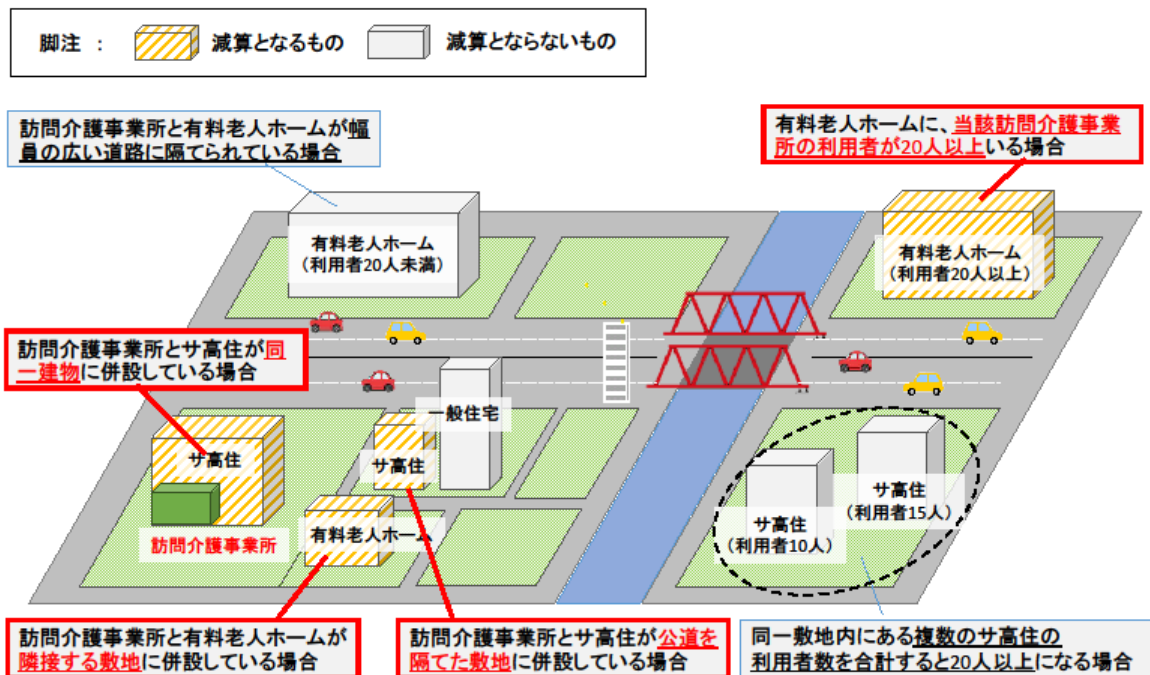 脚注 ： 減算となるもの 減算とならないもの
訪問介護事業所と有料老人ホームが幅
員の広い道路に隔てられている場合
有料老人ホームに、当該訪問介護事業
所の利用者が20人以上いる場合
有料老人ホーム
（利用者20人未満）
有料老人ホーム
（利用者20人以上）
訪問介護事業所とサ高住が同
一建物に併設している場合
一般住宅
サ高住
サ高住
サ高住
（利用者15人）
サ高住
（利用者10人）
訪問介護事業所
有料老人ホーム
訪問介護事業所と有料老人ホームが
隣接する敷地に併設している場合
訪問介護事業所とサ高住が公道を
隔てた敷地に併設している場合
同一敷地内にある複数のサ高住の
利用者数を合計すると20人以上になる場合